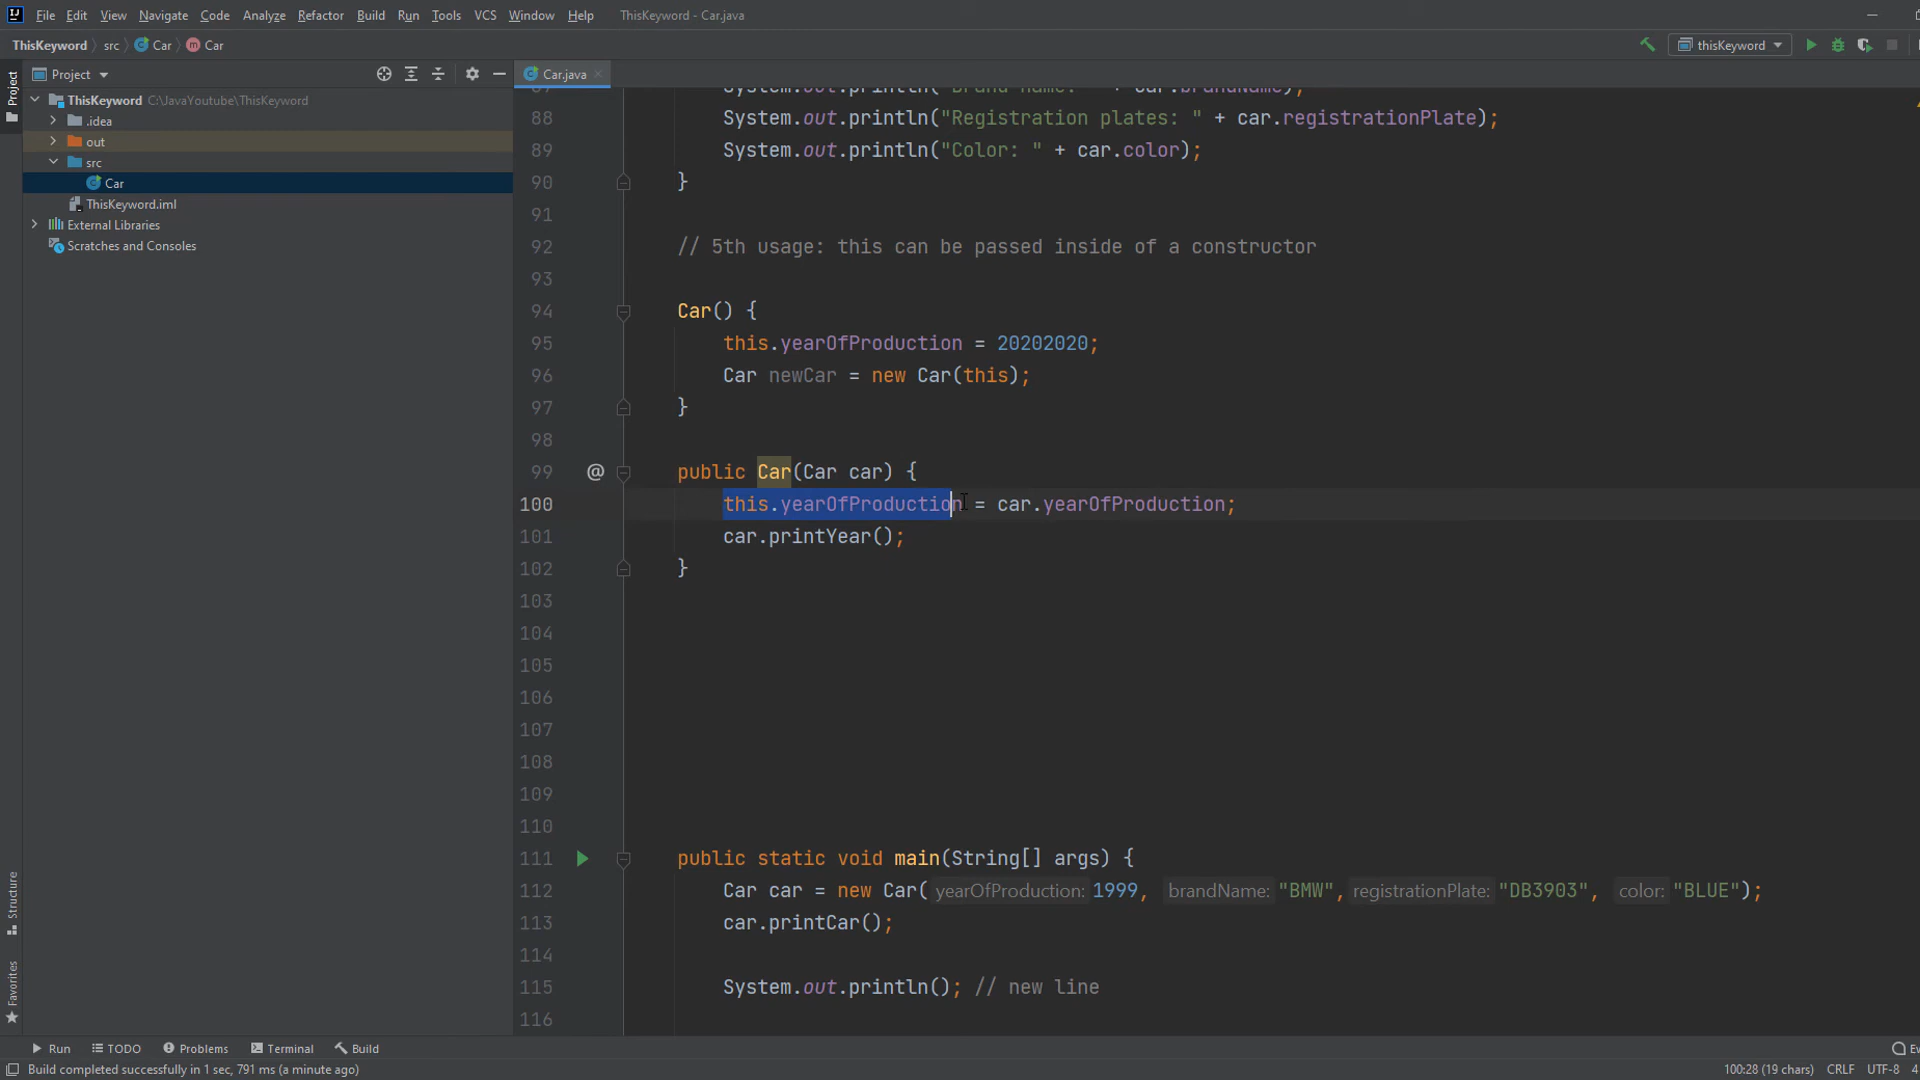 File Edit View Navigate Code Analyze Refactor Build Run Tools VCS Window Help ThisKeyword - Car.java
ThisKeyword src Car Car thisKeyword
Project Car.java
ThisKeyword C:\JavaYoutube\ThisKeyword
.idea
out
src
Car
ThisKeyword.iml
External Libraries
Scratches and Consoles
Project
Structure
Favorites
88 System.out.println("Registration plates: " + car.registrationPlate);
89 System.out.println("Color: " + car.color);
90 }
91
92 // 5th usage: this can be passed inside of a constructor
93
94 Car() {
95 this.yearOfProduction = 20202020;
96 Car newCar = new Car(this);
97 }
98
99 @ public Car(Car car) {
100 this.yearOfProduction = car.yearOfProduction;
101 car.printYear();
102 }
103
104
105
106
107
108
109
110
111 public static void main(String[] args) {
112 Car car = new Car( yearOfProduction: 1999, brandName: "BMW", registrationPlate: "DB3903", color: "BLUE");
113 car.printCar();
114
115 System.out.println(); // new line
116
Run TODO Problems Terminal Build
Build completed successfully in 1 sec, 791 ms (a minute ago) 100:28 (19 chars) CRLF UTF-8